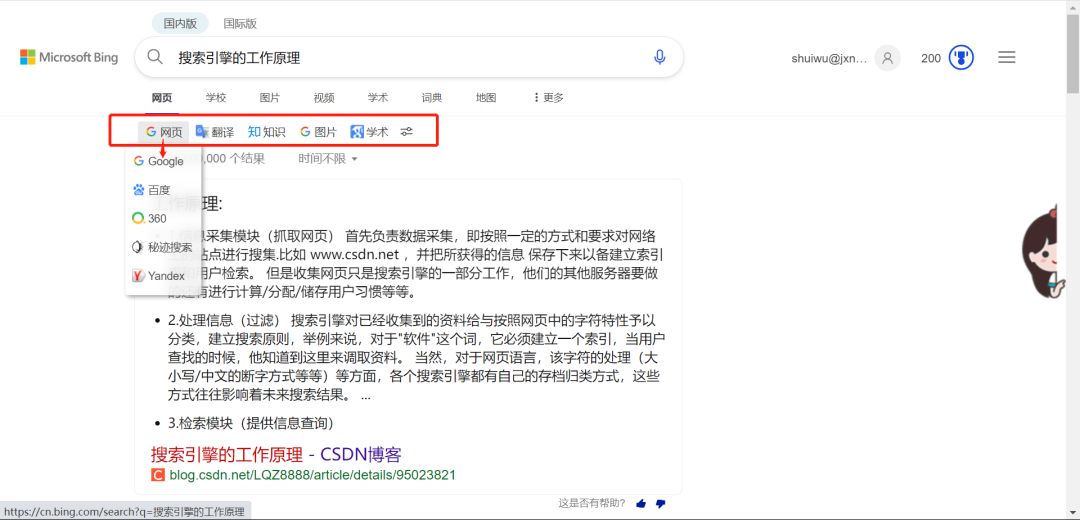 国内版 国际版
Microsoft Bing
搜索引擎的工作原理
shuiwu@jxn...
200
网页 学校 图片 视频 学术 词典 地图 更多
网页 翻译 知识 图片 学术
,000 个结果 时间不限
Google
百度
360
秘迹搜索
Yandex
原理:
息采集模块（抓取网页） 首先负责数据采集，即按照一定的方式和要求对网络
站点进行搜集.比如 www.csdn.net ，并把所获得的信息 保存下来以备建立索引
用户检索。 但是收集网页只是搜索引擎的一部分工作，他们的其他服务器要做
的还有进行计算/分配/储存用户习惯等等。
• 2.处理信息（过滤） 搜索引擎对已经收集到的资料给与按照网页中的字符特性予以
分类，建立搜索原则，举例来说，对于"软件"这个词，它必须建立一个索引，当用户
查找的时候，他知道到这里来调取资料。 当然，对于网页语言，该字符的处理（大
小写/中文的断字方式等等）等方面，各个搜索引擎都有自己的存档归类方式，这些
方式往往影响着未来搜索结果。 ...
• 3.检索模块（提供信息查询）
搜索引擎的工作原理 - CSDN博客
blog.csdn.net/LQZ8888/article/details/95023821
这是否有帮助?
https://cn.bing.com/search?q=搜索引擎的工作原理